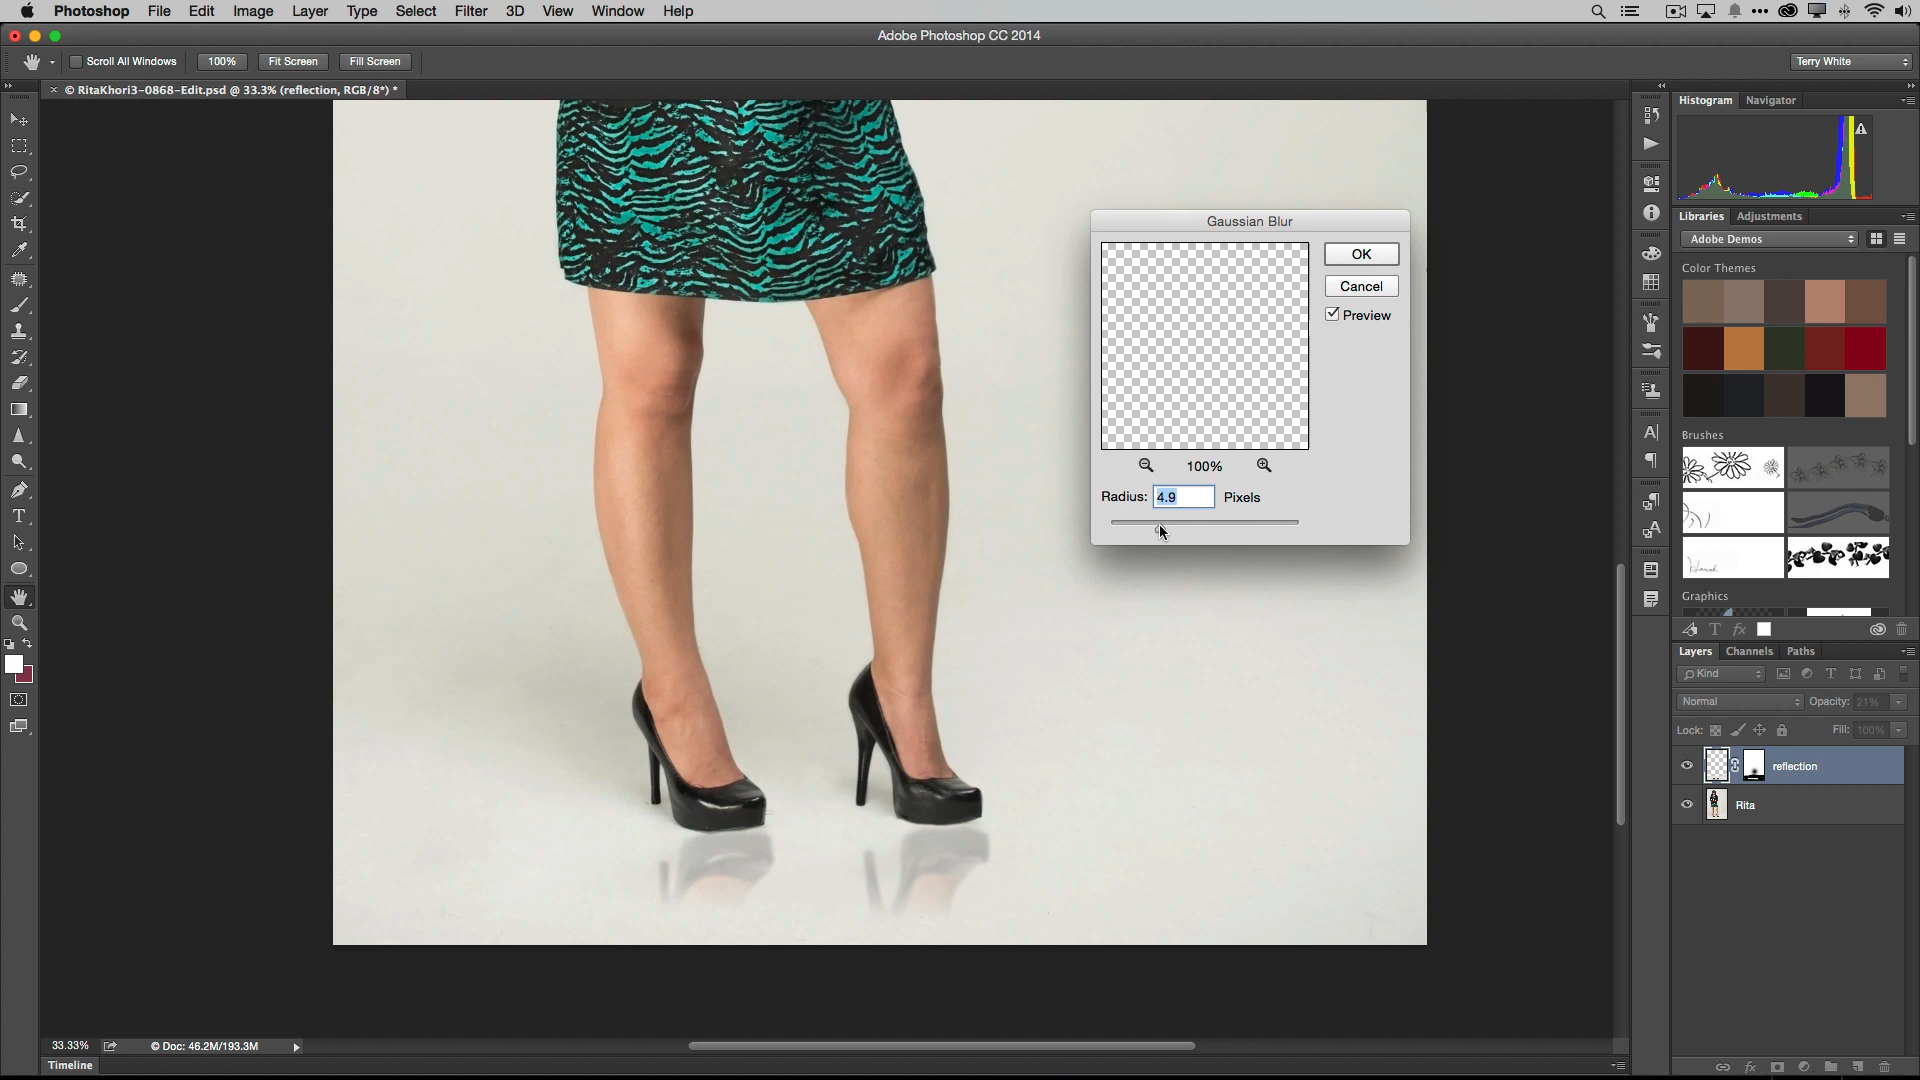 Photoshop File Edit Image Layer Type Select Filter 3D View Window Help
Adobe Photoshop CC 2014
Scroll All Windows 100% Fit Screen Fill Screen Terry White
× © RitaKhori3-0868-Edit.psd @ 33.3% (reflection, RGB/8*) *
Histogram Navigator
Gaussian Blur
OK
Cancel
Preview
100%
Radius: 4.9 Pixels
Libraries Adjustments
Adobe Demos
Color Themes
Brushes
Graphics
Layers Channels Paths
Kind
Normal Opacity: 21%
Lock: Fill: 100%
reflection
Rita
33.33% © Doc: 46.2M/193.3M
Timeline